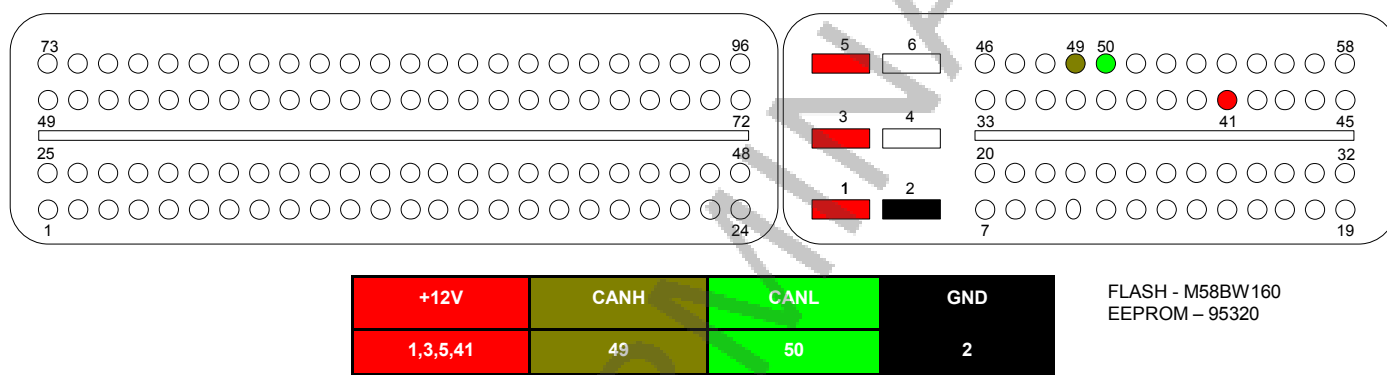 73 96 5 6 46 49 50 58
49 72 3 4 33 41 45
25 48 20 32
1 2
1 24 7 19
+12V CANH CANL GND
1,3,5,41 49 50 2
FLASH - M58BW160
EEPROM – 95320